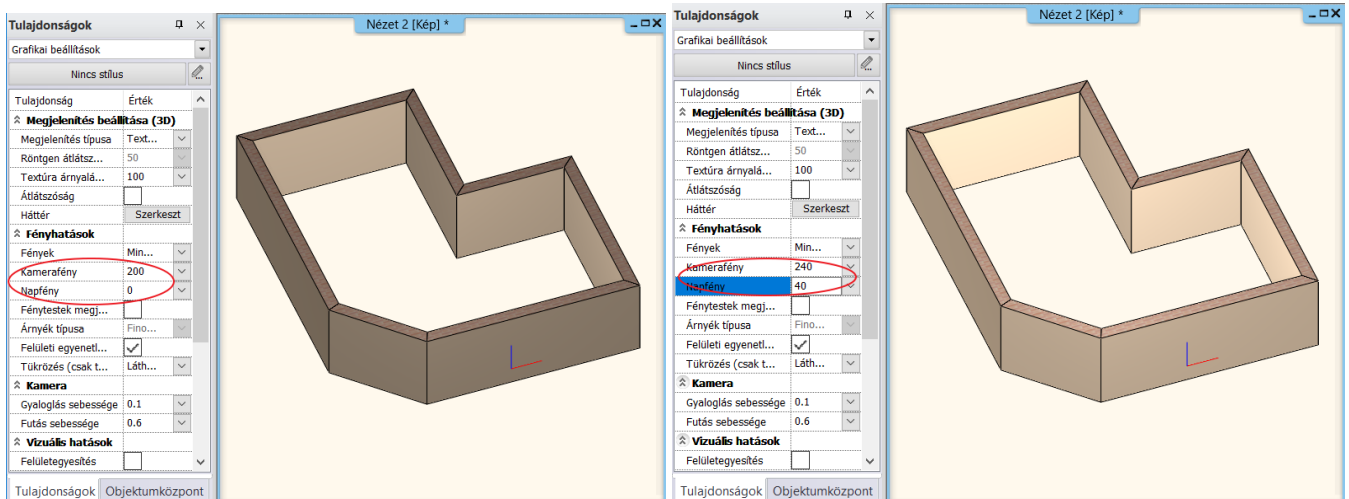 Tulajdonságok
Grafikai beállítások
Nincs stílus
Tulajdonság Érték
Megjelenítés beállítása (3D)
Megjelenítés típusa Text...
Röntgen átlátsz... 50
Textúra árnyalá... 100
Átlátszóság
Háttér Szerkeszt
Fényhatások
Fények Min...
Kamerafény 200
Napfény 0
Fénytestek megj...
Árnyék típusa Fino...
Felületi egyenetl...
Tükrözés (csak t... Láth...
Kamera
Gyaloglás sebessége 0.1
Futás sebessége 0.6
Vizuális hatások
Felületegyesítés
Tulajdonságok Objektumközpont
Nézet 2 [Kép] *
Tulajdonságok
Grafikai beállítások
Nincs stílus
Tulajdonság Érték
Megjelenítés beállítása (3D)
Megjelenítés típusa Text...
Röntgen átlátsz... 50
Textúra árnyalá... 100
Átlátszóság
Háttér Szerkeszt
Fényhatások
Fények Min...
Kamerafény 240
Napfény 40
Fénytestek megj...
Árnyék típusa Fino...
Felületi egyenetl...
Tükrözés (csak t... Láth...
Kamera
Gyaloglás sebessége 0.1
Futás sebessége 0.6
Vizuális hatások
Felületegyesítés
Tulajdonságok Objektumközpont
Nézet 2 [Kép] *